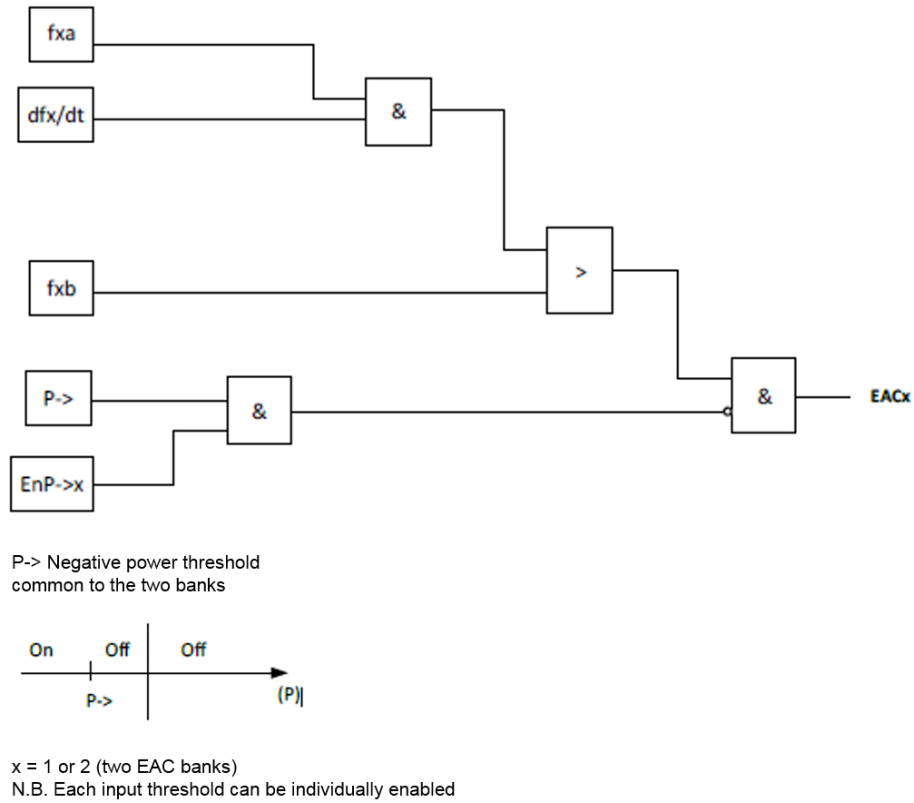 fxa
dfx/dt
&
fxb
>
P->
&
&
EACx
EnP->x
P-> Negative power threshold
common to the two banks
On Off Off
P-> (P)|
x = 1 or 2 (two EAC banks)
N.B. Each input threshold can be individually enabled